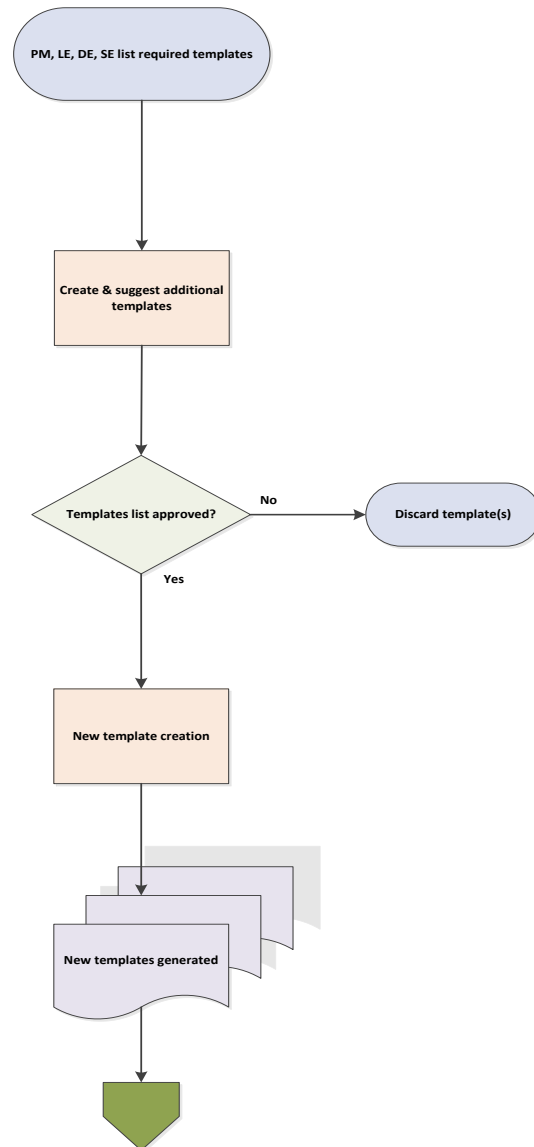 PM, LE, DE, SE list required templates
Create & suggest additional
templates
Templates list approved?
No
Discard template(s)
Yes
New template creation
New templates generated